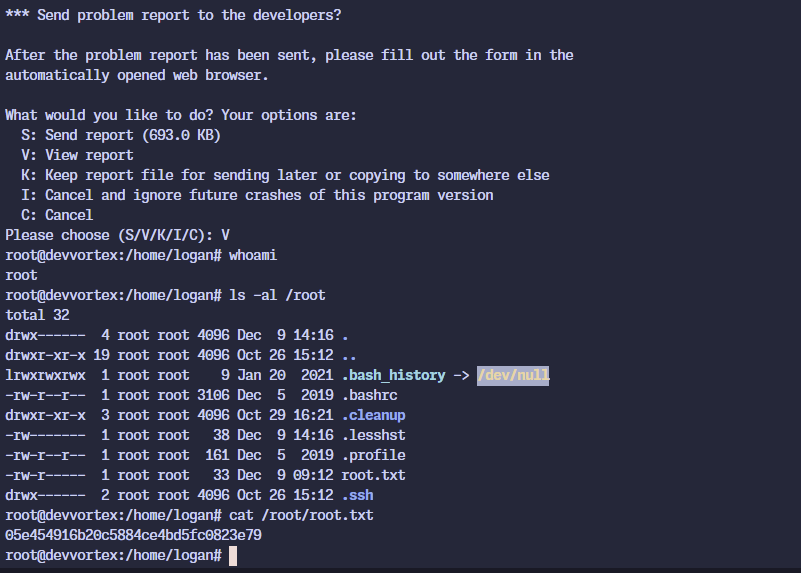 *** Send problem report to the developers?
After the problem report has been sent, please fill out the form in the
automatically opened web browser.
What would you like to do? Your options are:
S: Send report (693.0 KB)
V: View report
K: Keep report file for sending later or copying to somewhere else
I: Cancel and ignore future crashes of this program version
C: Cancel
Please choose (S/V/K/I/C): V
root@devvortex:/home/logan# whoami
root
root@devvortex:/home/logan# ls -al /root
total 32
drwx------  4 root root 4096 Dec  9 14:16 .
drwxr-xr-x 19 root root 4096 Oct 26 15:12 ..
lrwxrwxrwx  1 root root    9 Jan 20  2021 .bash_history -> /dev/null
-rw-r--r--  1 root root 3106 Dec  5  2019 .bashrc
drwxr-xr-x  3 root root 4096 Oct 29 16:21 .cleanup
-rw-------  1 root root   38 Dec  9 14:16 .lesshst
-rw-r--r--  1 root root  161 Dec  5  2019 .profile
-rw-r-----  1 root root   33 Dec  9 09:12 root.txt
drwx------  2 root root 4096 Oct 26 15:12 .ssh
root@devvortex:/home/logan# cat /root/root.txt
05e454916b20c5884ce4bd5fc0823e79
root@devvortex:/home/logan#